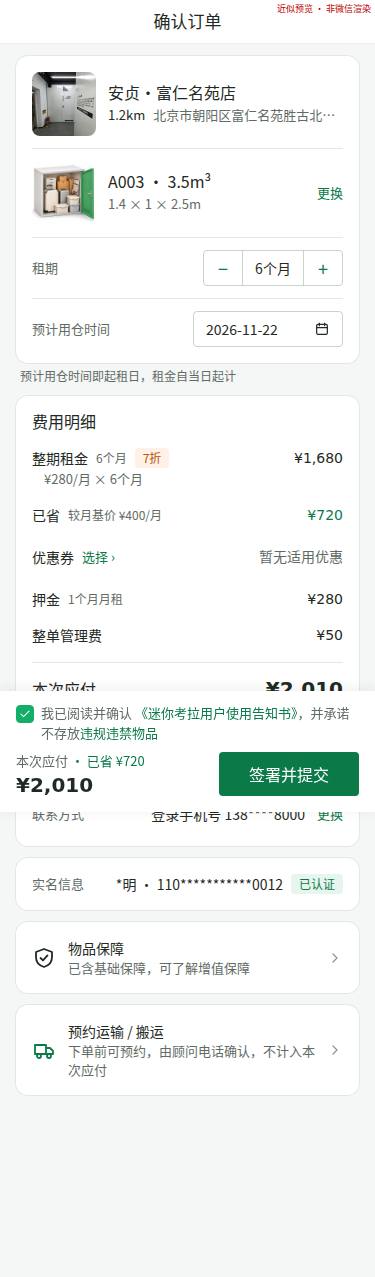 近似预览 · 非微信渲染
确认订单
安贞·富仁名苑店
1.2km 北京市朝阳区富仁名苑胜古北…
A003 · 3.5m³
1.4 × 1 × 2.5m
更换
租期
− 6个月 +
预计用仓时间
2026-11-22
预计用仓时间即起租日，租金自当日起计
费用明细
整期租金 6个月 7折 ¥1,680
¥280/月 × 6个月
已省 较月基价 ¥400/月 ¥720
优惠券 选择 › 暂无适用优惠
押金 1个月月租 ¥280
整单管理费 ¥50
本次应付 ¥2,010
我已阅读并确认 《迷你考拉用户使用告知书》，并承诺
不存放违规违禁物品
本次应付 · 已省 ¥720
¥2,010
签署并提交
联系方式 登录手机号 138****8000 更换
实名信息 *明 · 110***********0012 已认证
物品保障
已含基础保障，可了解增值保障
预约运输 / 搬运
下单前可预约，由顾问电话确认，不计入本
次应付